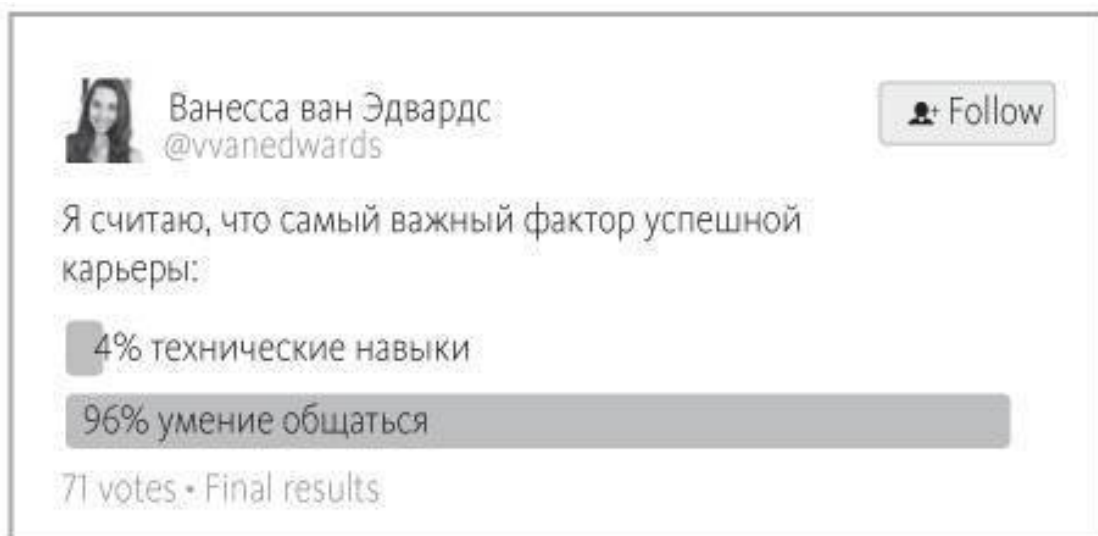 Ванесса ван Эдвардс
@vvanedwards
Follow
Я считаю, что самый важный фактор успешной
карьеры:
4% технические навыки
96% умение общаться
71 votes • Final results